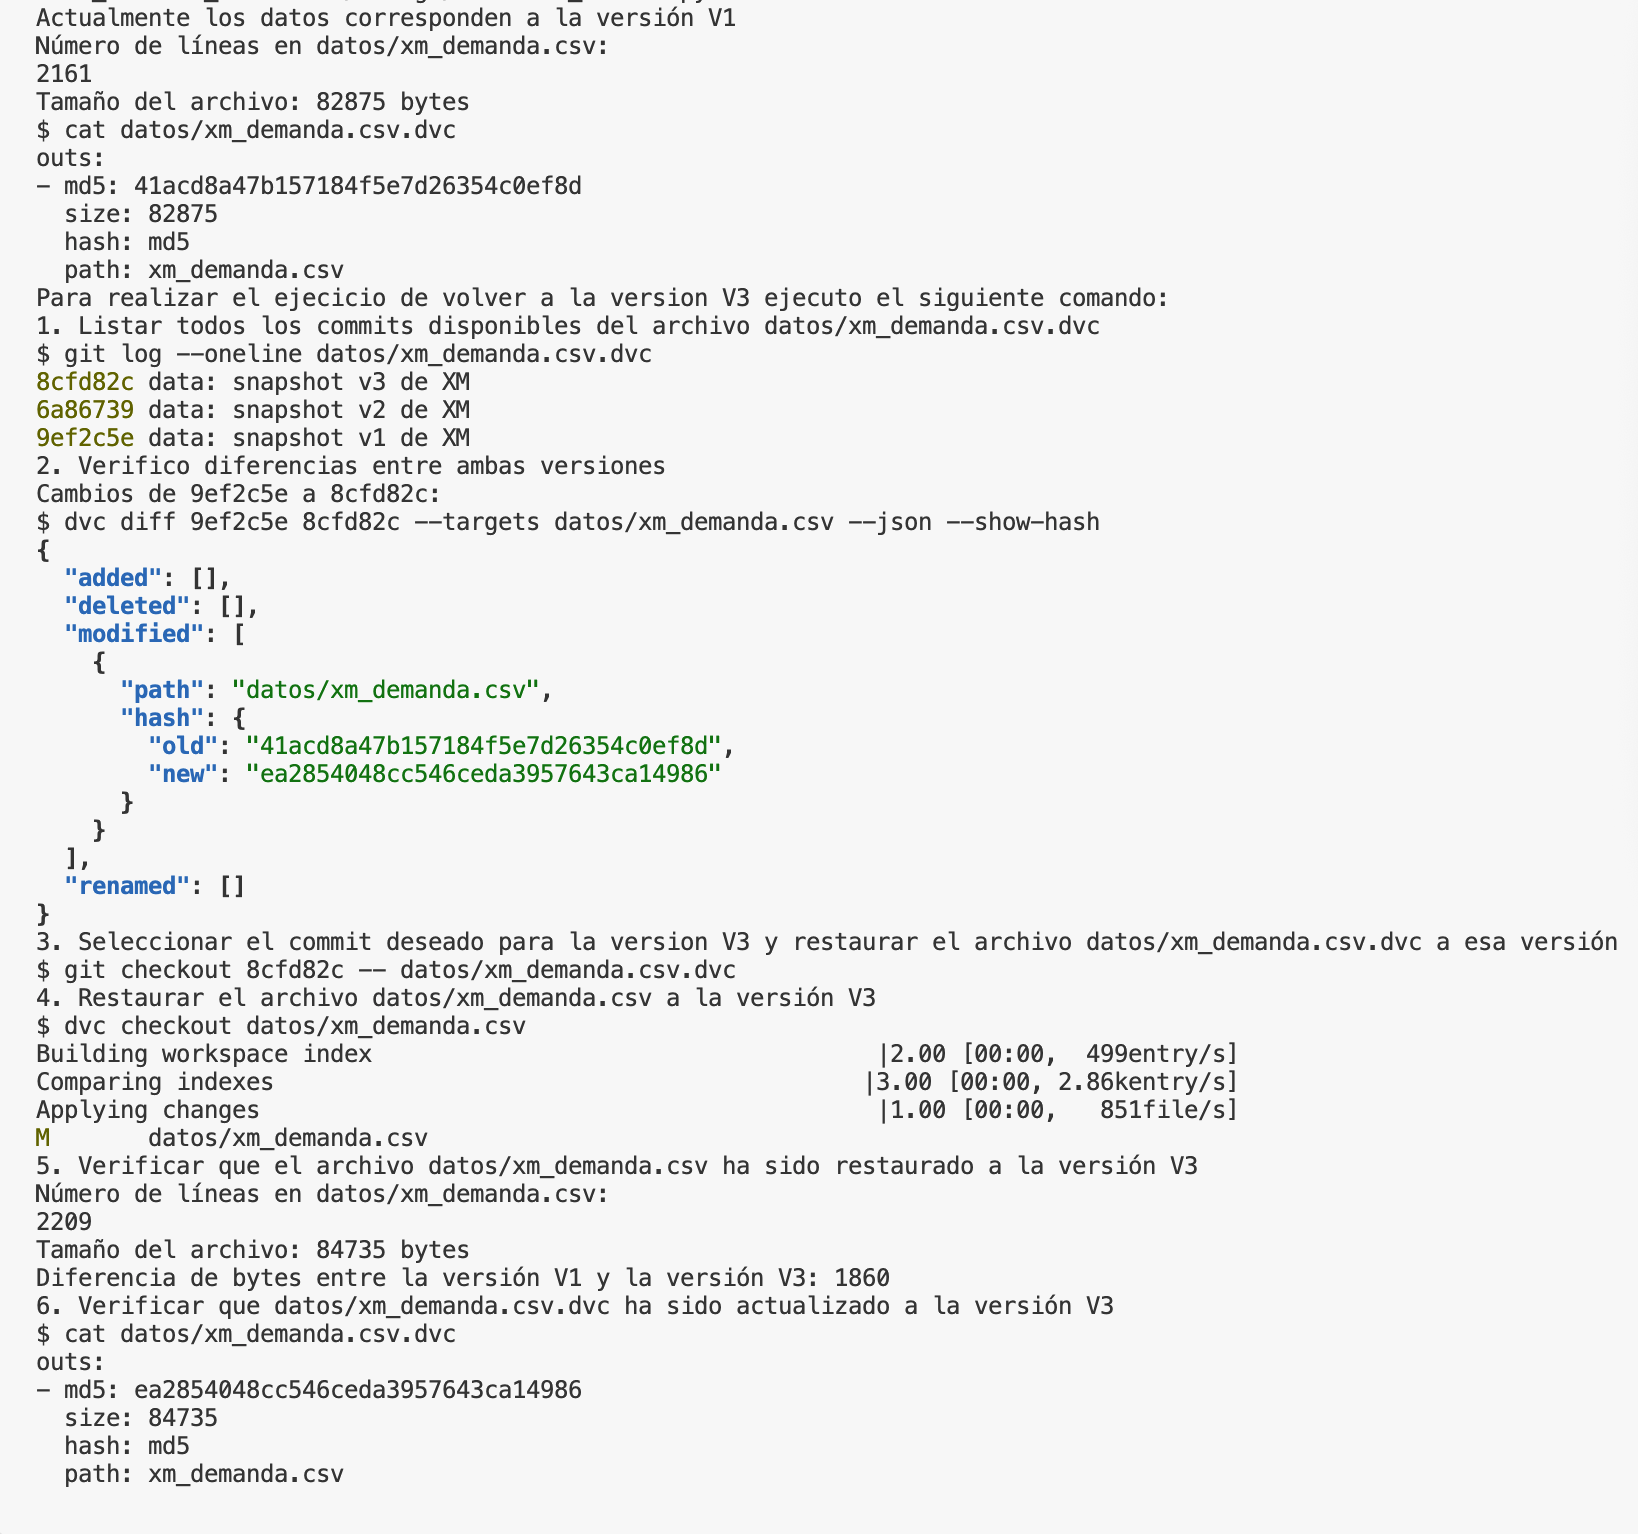 Actualmente los datos corresponden a la versión V1
Número de líneas en datos/xm_demanda.csv:
2161
Tamaño del archivo: 82875 bytes
$ cat datos/xm_demanda.csv.dvc
outs:
- md5: 41acd8a47b157184f5e7d26354c0ef8d
  size: 82875
  hash: md5
  path: xm_demanda.csv
Para realizar el ejecicio de volver a la version V3 ejecuto el siguiente comando:
1. Listar todos los commits disponibles del archivo datos/xm_demanda.csv.dvc
$ git log --oneline datos/xm_demanda.csv.dvc
8cfd82c data: snapshot v3 de XM
6a86739 data: snapshot v2 de XM
9ef2c5e data: snapshot v1 de XM
2. Verifico diferencias entre ambas versiones
Cambios de 9ef2c5e a 8cfd82c:
$ dvc diff 9ef2c5e 8cfd82c --targets datos/xm_demanda.csv --json --show-hash
{
  "added": [],
  "deleted": [],
  "modified": [
    {
      "path": "datos/xm_demanda.csv",
      "hash": {
        "old": "41acd8a47b157184f5e7d26354c0ef8d",
        "new": "ea2854048cc546ceda3957643ca14986"
      }
    }
  ],
  "renamed": []
}
3. Seleccionar el commit deseado para la version V3 y restaurar el archivo datos/xm_demanda.csv.dvc a esa versión
$ git checkout 8cfd82c -- datos/xm_demanda.csv.dvc
4. Restaurar el archivo datos/xm_demanda.csv a la versión V3
$ dvc checkout datos/xm_demanda.csv
Building workspace index                                    |2.00 [00:00,  499entry/s]
Comparing indexes                                          |3.00 [00:00, 2.86kentry/s]
Applying changes                                            |1.00 [00:00,   851file/s]
M       datos/xm_demanda.csv
5. Verificar que el archivo datos/xm_demanda.csv ha sido restaurado a la versión V3
Número de líneas en datos/xm_demanda.csv:
2209
Tamaño del archivo: 84735 bytes
Diferencia de bytes entre la versión V1 y la versión V3: 1860
6. Verificar que datos/xm_demanda.csv.dvc ha sido actualizado a la versión V3
$ cat datos/xm_demanda.csv.dvc
outs:
- md5: ea2854048cc546ceda3957643ca14986
  size: 84735
  hash: md5
  path: xm_demanda.csv